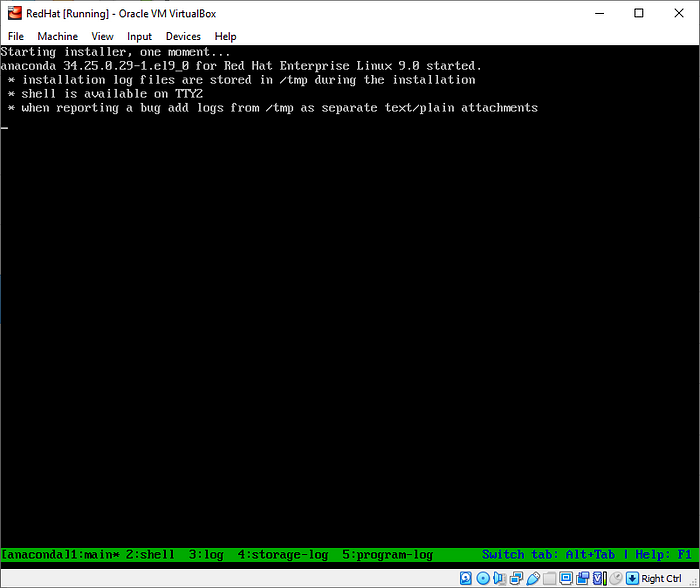 RedHat [Running] - Oracle VM VirtualBox
File Machine View Input Devices Help
Starting installer, one moment...
anaconda 34.25.0.29-1.el9_0 for Red Hat Enterprise Linux 9.0 started.
* installation log files are stored in /tmp during the installation
* shell is available on TTY2
* when reporting a bug add logs from /tmp as separate text/plain attachments
[anaconda]1:main* 2:shell 3:log 4:storage-log 5:program-log Switch tab: Alt+Tab | Help: F1
Right Ctrl